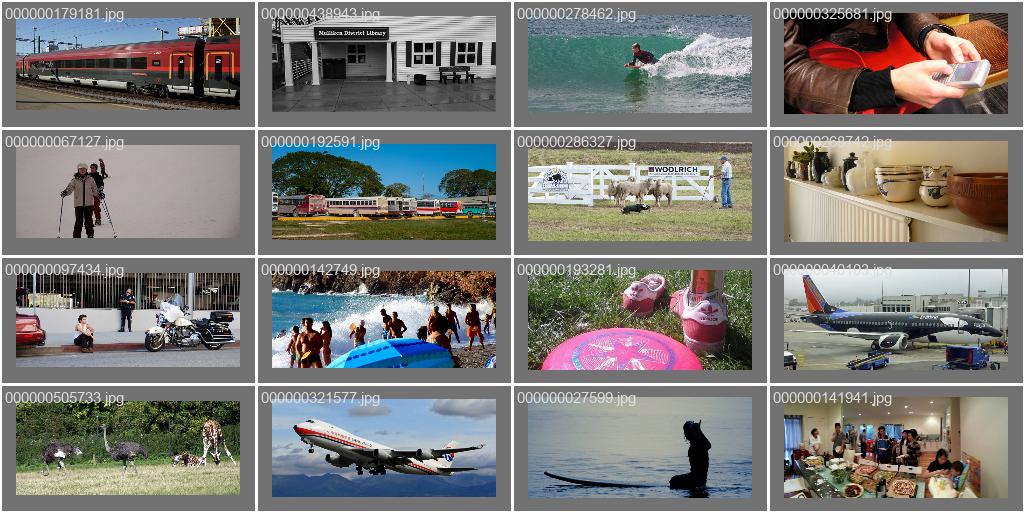 000000179181.jpg
000000438943.jpg
000000278462.jpg
000000325681.jpg
Mulliken District Library
000000067127.jpg
000000192591.jpg
000000286327.jpg
000000268742.jpg
WOOLRICH
000000097434.jpg
000000142749.jpg
000000193281.jpg
000000040102.jpg
000000505733.jpg
000000321577.jpg
000000027599.jpg
000000141941.jpg